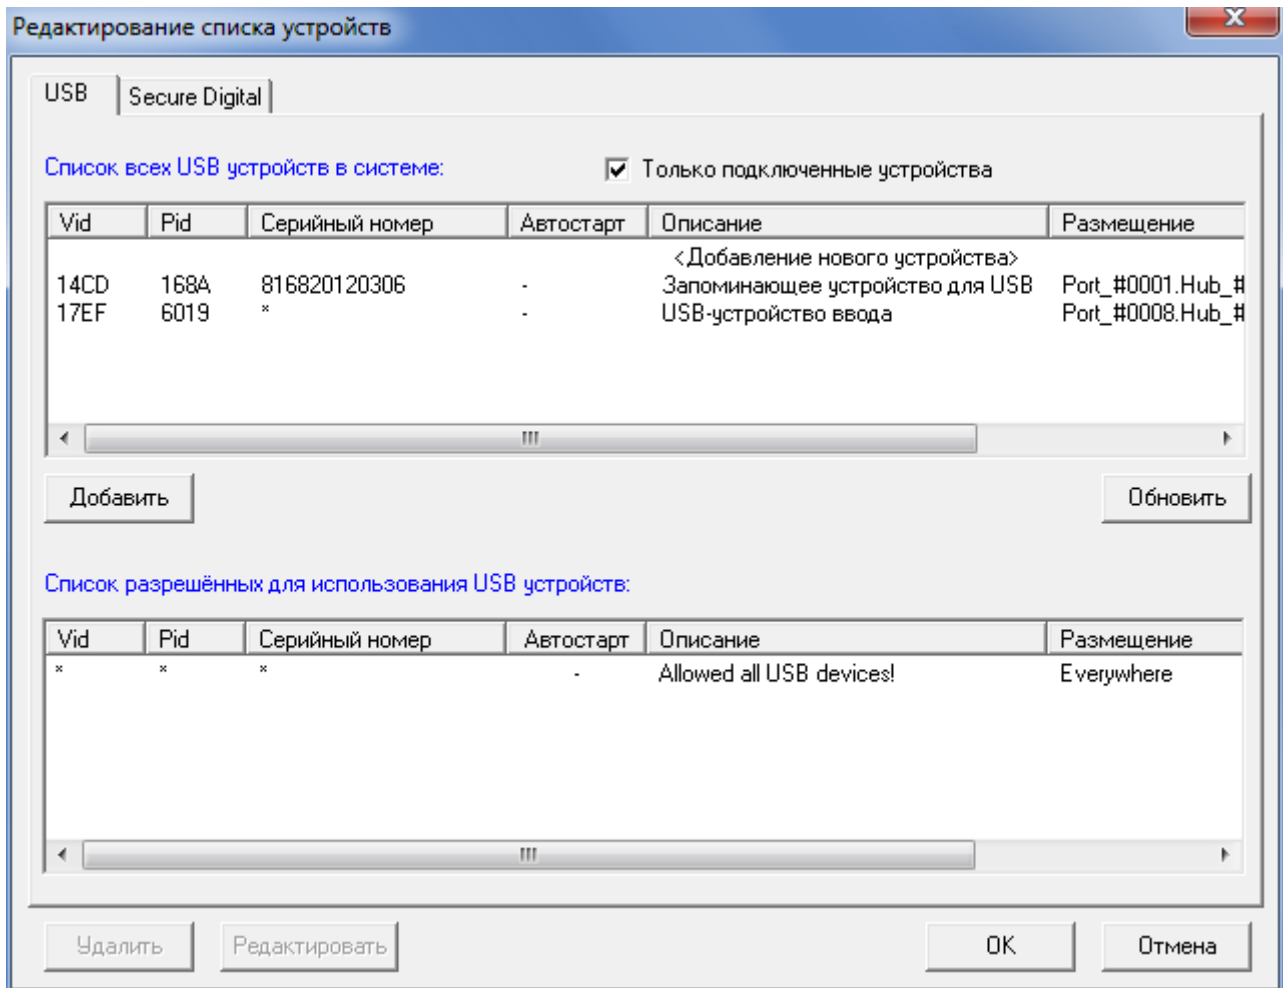 Редактирование списка устройств
USB Secure Digital
Список всех USB устройств в системе: Только подключенные устройства
Vid Pid Серийный номер Автостарт Описание Размещение
<Добавление нового устройства>
14CD 168A 816820120306 - Запоминающее устройство для USB Port_#0001.Hub_#
17EF 6019 * - USB-устройство ввода Port_#0008.Hub_#
Добавить Обновить
Список разрешённых для использования USB устройств:
Vid Pid Серийный номер Автостарт Описание Размещение
* * * - Allowed all USB devices! Everywhere
Удалить Редактировать OK Отмена